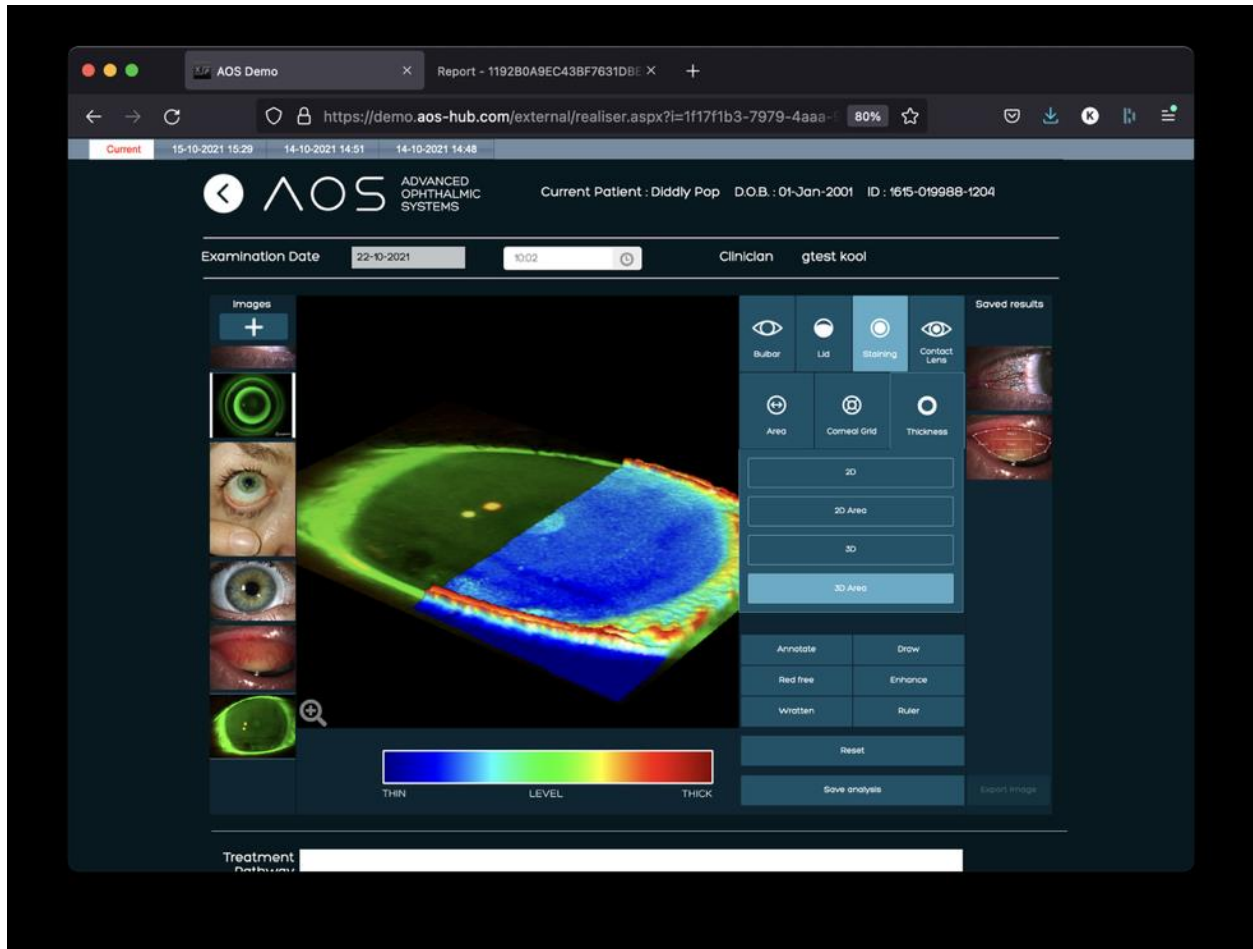 AOS Demo
Report - 1192B0A9EC43BF7631DBE
https://demo.aos-hub.com/external/realiser.aspx?i=1f17f1b3-7979-4aaa-9
80%
K
Current 15-10-2021 15:29 14-10-2021 14:51 14-10-2021 14:48
AOS
ADVANCED
OPHTHALMIC
SYSTEMS
Current Patient : Diddly Pop D.O.B. : 01-Jan-2001 ID : 1615-019988-1204
Examination Date 22-10-2021 10:02 Clinician gtest kool
Images
Saved results
Bulbar Lid Staining Contact
Lens
Area Corneal Grid Thickness
2D
2D Area
3D
3D Area
Annotate Draw
Red free Enhance
Wratten Ruler
Reset
Save analysis
Export Image
THIN LEVEL THICK
Treatment
Pathway